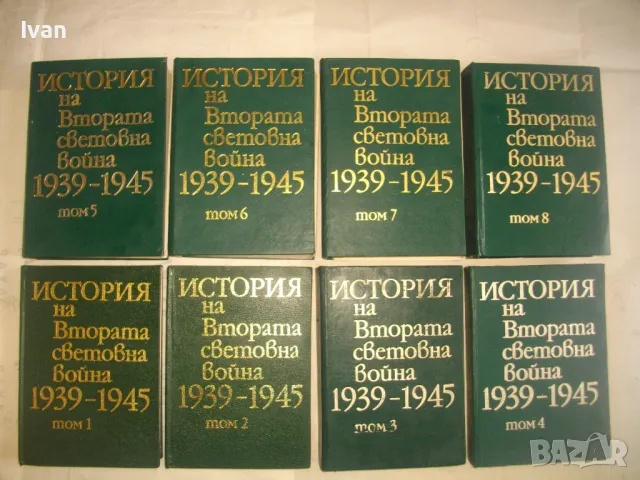 Ivan
ИСТОРИЯ
на
Втората
световна
война
1939-1945
том 5
ИСТОРИЯ
на
Втората
световна
война
1939-1945
том 6
ИСТОРИЯ
на
Втората
световна
война
1939-1945
том 7
ИСТОРИЯ
на
Втората
световна
война
1939-1945
том 8
ИСТОРИЯ
на
Втората
световна
война
1939-1945
том 1
ИСТОРИЯ
на
Втората
световна
война
1939-1945
том 2
ИСТОРИЯ
на
Втората
световна
война
1939-1945
том 3
ИСТОРИЯ
на
Втората
световна
война
1939-1945
том 4
BAZAR